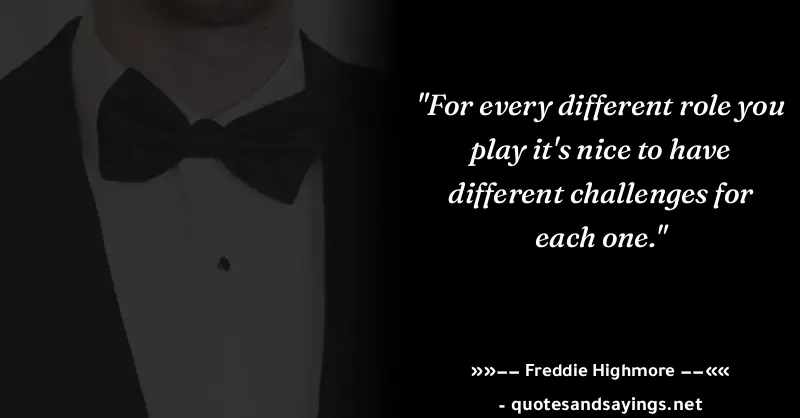 "For every different role you
play it's nice to have
different challenges for
each one."
»»−− Freddie Highmore −−««
- quotesandsayings.net